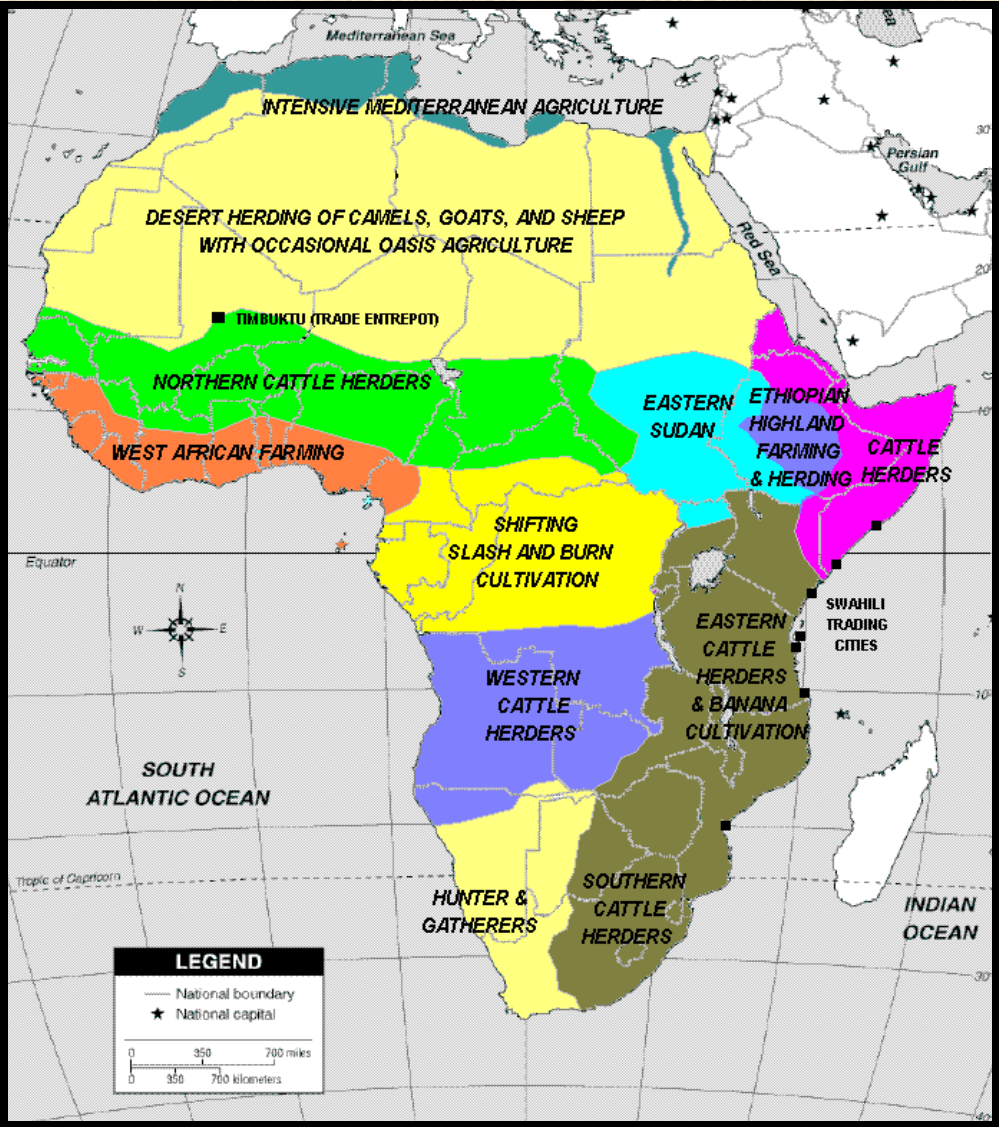 Mediterranean Sea
INTENSIVE MEDITERRANEAN AGRICULTURE
30
Persian
Gulf
DESERT HERDING OF CAMELS, GOATS, AND SHEEP
WITH OCCASIONAL OASIS AGRICULTURE
Red Sea
20
TIMBUKTU (TRADE ENTREPOT)
NORTHERN CATTLE HERDERS
EASTERN
SUDAN
ETHIOPIAN
HIGHLAND
FARMING
& HERDING
10
CATTLE
HERDERS
WEST AFRICAN FARMING
SHIFTING
SLASH AND BURN
CULTIVATION
Equator
N
W
E
S
SWAHILI
TRADING
CITIES
EASTERN
CATTLE
HERDERS
& BANANA
CULTIVATION
WESTERN
CATTLE
HERDERS
10
SOUTH
ATLANTIC OCEAN
Tropic of Capricorn
HUNTER &
GATHERERS
SOUTHERN
CATTLE
HERDERS
INDIAN
OCEAN
LEGEND
National boundary
National capital
30
0 350 700 miles
0 350 700 kilometers